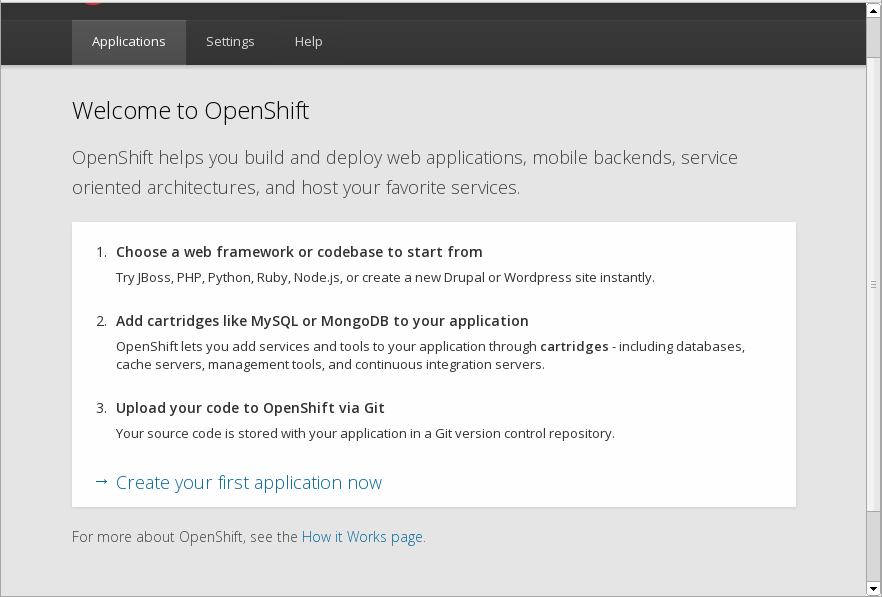 Applications Settings Help
Welcome to OpenShift
OpenShift helps you build and deploy web applications, mobile backends, service
oriented architectures, and host your favorite services.
1. Choose a web framework or codebase to start from
Try JBoss, PHP, Python, Ruby, Node.js, or create a new Drupal or Wordpress site instantly.
2. Add cartridges like MySQL or MongoDB to your application
OpenShift lets you add services and tools to your application through cartridges - including databases,
cache servers, management tools, and continuous integration servers.
3. Upload your code to OpenShift via Git
Your source code is stored with your application in a Git version control repository.
→ Create your first application now
For more about OpenShift, see the How it Works page.